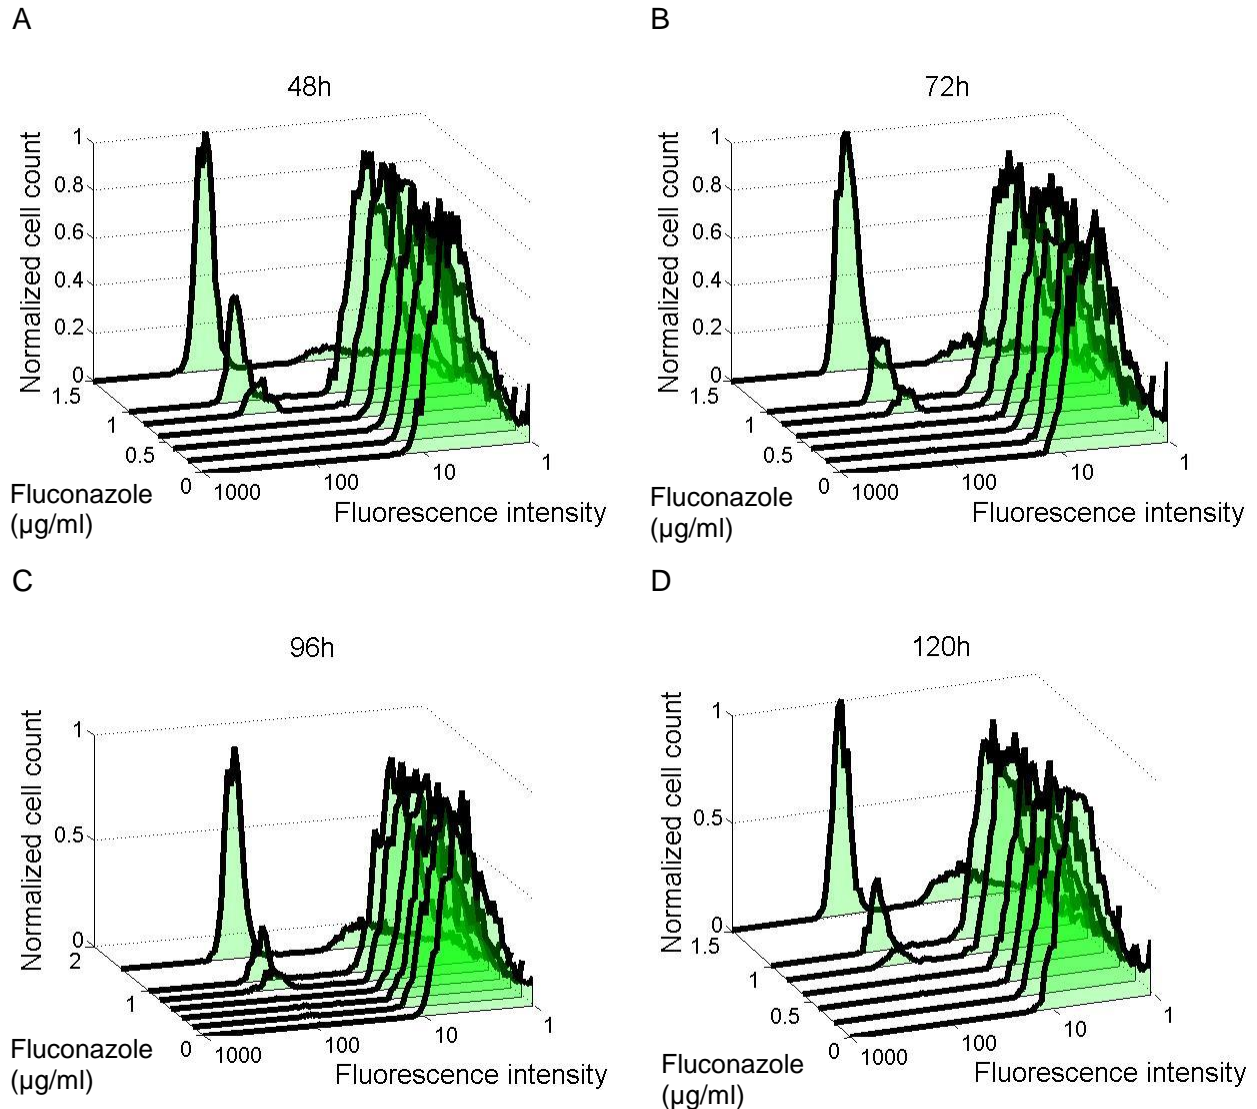 A
48h
Normalized cell count
1
0.8
0.6
0.4
0.2
0
1.5
1
0.5
0
1000
100
10
1
Fluconazole
(µg/ml)
Fluorescence intensity
B
72h
Normalized cell count
1
0.8
0.6
0.4
0.2
0
1.5
1
0.5
0
1000
100
10
1
Fluconazole
(µg/ml)
Fluorescence intensity
C
96h
Normalized cell count
1
0.5
0
2
1
0
1000
100
10
1
Fluconazole
(µg/ml)
Fluorescence intensity
D
120h
Normalized cell count
1
0.5
0
1.5
1
0.5
0
1000
100
10
1
Fluconazole
(µg/ml)
Fluorescence intensity